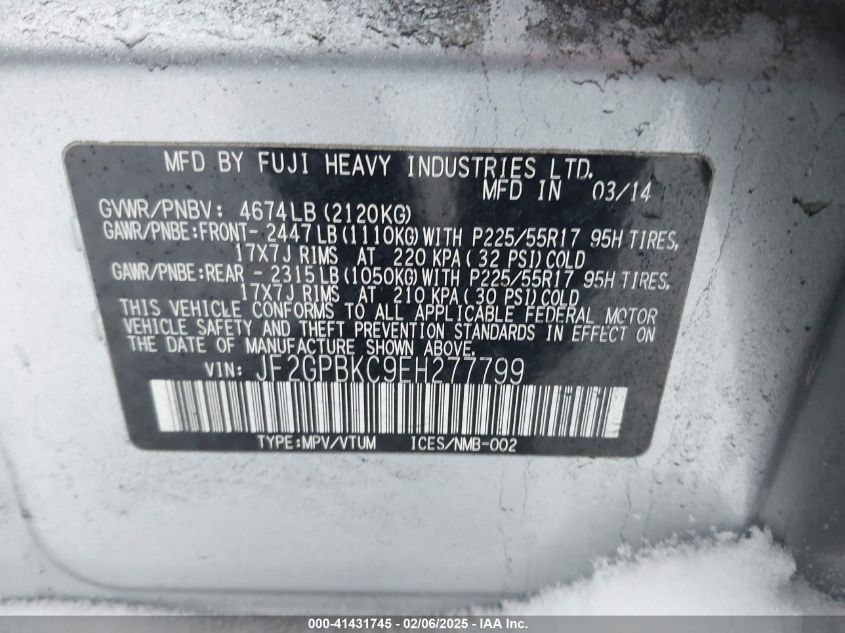 MFD BY FUJI HEAVY INDUSTRIES LTD.
MFD IN 03/14
GVWR/PNBV: 4674LB(2120KG)
GAWR/PNBE:FRONT-2447LB(1110KG)WITH P225/55R17 95H TIRES,
17X7J RIMS AT 220 KPA(32 PSI)COLD
GAWR/PNBE:REAR -2315LB(1050KG)WITH P225/55R17 95H TIRES,
17X7J RIMS AT 210 KPA(30 PSI)COLD
THIS VEHICLE CONFORMS TO ALL APPLICABLE FEDERAL MOTOR
VEHICLE SAFETY AND THEFT PREVENTION STANDARDS IN EFFECT ON
THE DATE OF MANUFACTURE SHOWN ABOVE.
VIN: JF2GPBKC9EH277799
TYPE:MPV/VTUM ICES/NMB-002
000-41431745 - 02/06/2025 - IAA Inc.